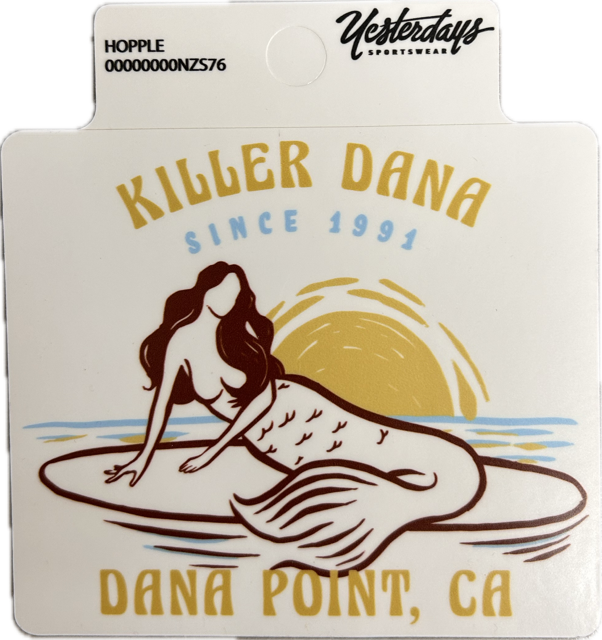 HOPPLE
00000000NZS76
Yesterdays
SPORTSWEAR
KILLER DANA
SINCE 1991
DANA POINT, CA